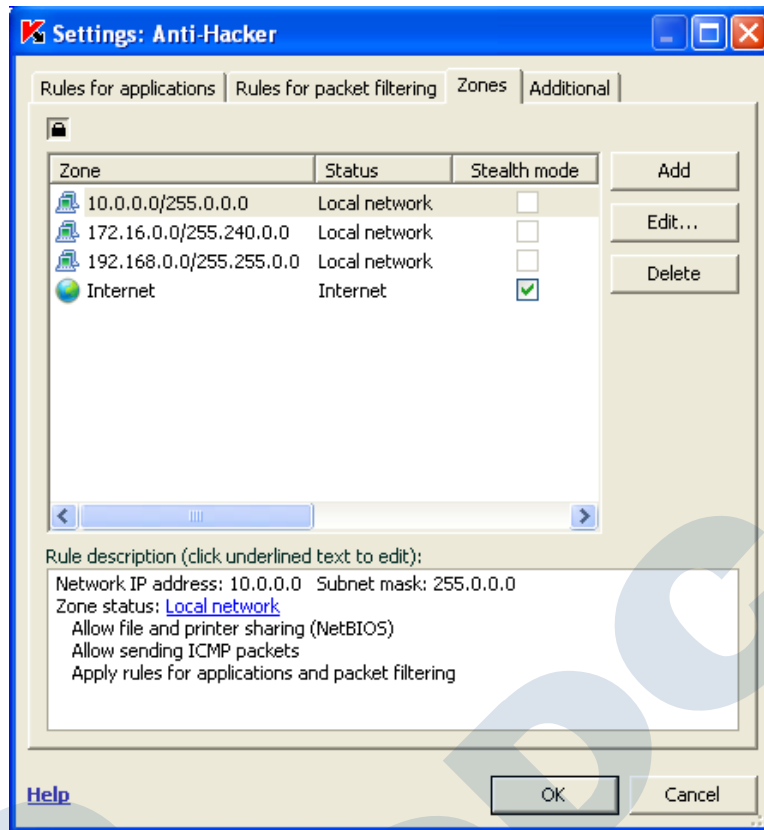 Settings: Anti-Hacker
Rules for applications Rules for packet filtering Zones Additional
Zone Status Stealth mode Add
10.0.0.0/255.0.0.0 Local network
172.16.0.0/255.240.0.0 Local network Edit...
192.168.0.0/255.255.0.0 Local network
Internet Internet Delete
Rule description (click underlined text to edit):
Network IP address: 10.0.0.0 Subnet mask: 255.0.0.0
Zone status: Local network
Allow file and printer sharing (NetBIOS)
Allow sending ICMP packets
Apply rules for applications and packet filtering
Help OK Cancel